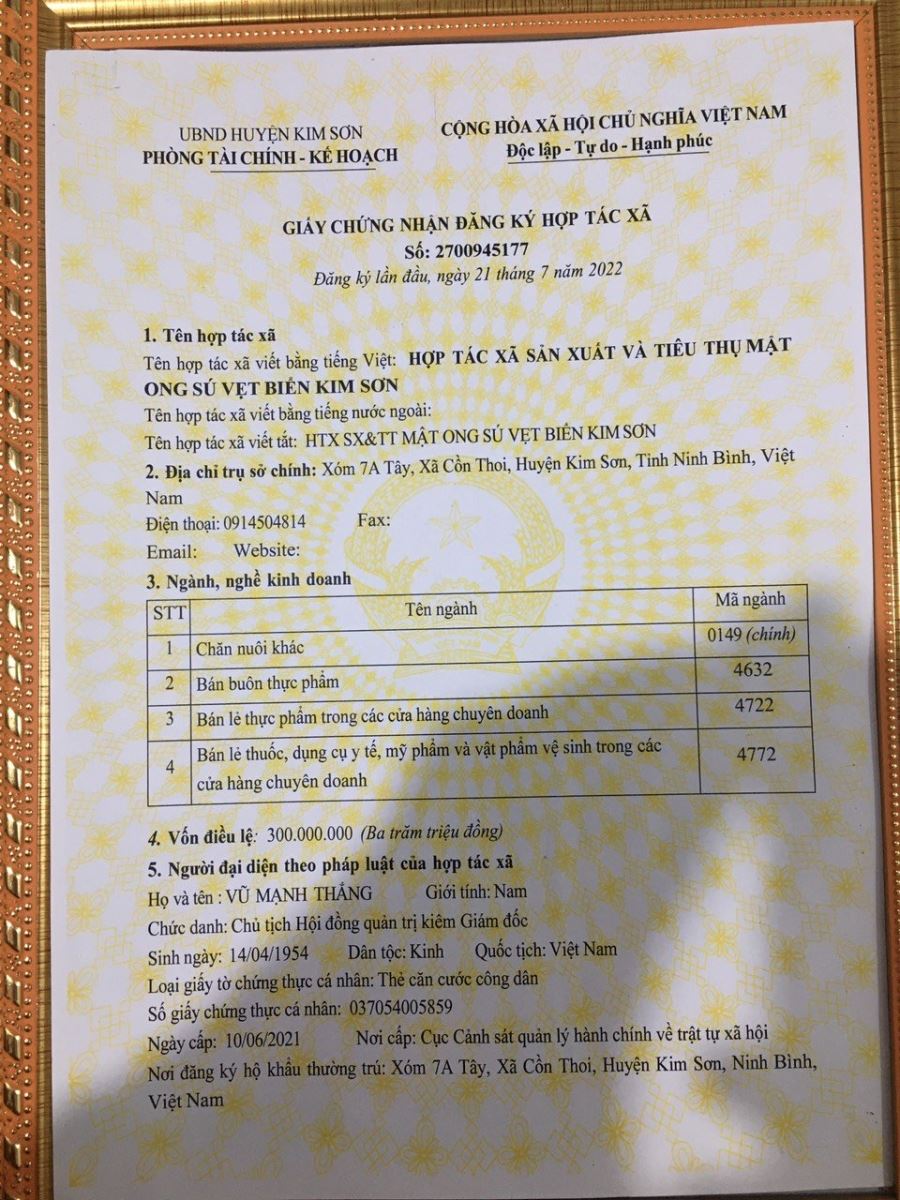 UBND HUYỆN KIM SƠN
PHÒNG TÀI CHÍNH - KẾ HOẠCH
CỘNG HÒA XÃ HỘI CHỦ NGHĨA VIỆT NAM
Độc lập - Tự do - Hạnh phúc
GIẤY CHỨNG NHẬN ĐĂNG KÝ HỢP TÁC XÃ
Số: 2700945177
Đăng ký lần đầu, ngày 21 tháng 7 năm 2022
1. Tên hợp tác xã
Tên hợp tác xã viết bằng tiếng Việt: HỢP TÁC XÃ SẢN XUẤT VÀ TIÊU THỤ MẬT
ONG SÚ VẸT BIỂN KIM SƠN
Tên hợp tác xã viết bằng tiếng nước ngoài:
Tên hợp tác xã viết tắt: HTX SX&TT MẬT ONG SÚ VẸT BIỂN KIM SƠN
2. Địa chỉ trụ sở chính: Xóm 7A Tây, Xã Cồn Thoi, Huyện Kim Sơn, Tỉnh Ninh Bình, Việt
Nam
Điện thoại: 0914504814 Fax:
Email: Website:
3. Ngành, nghề kinh doanh
STT Tên ngành Mã ngành
1 Chăn nuôi khác 0149 (chính)
2 Bán buôn thực phẩm 4632
3 Bán lẻ thực phẩm trong các cửa hàng chuyên doanh 4722
4 Bán lẻ thuốc, dụng cụ y tế, mỹ phẩm và vật phẩm vệ sinh trong các 4772
cửa hàng chuyên doanh
4. Vốn điều lệ: 300.000.000 (Ba trăm triệu đồng)
5. Người đại diện theo pháp luật của hợp tác xã
Họ và tên : VŨ MẠNH THẮNG Giới tính: Nam
Chức danh: Chủ tịch Hội đồng quản trị kiêm Giám đốc
Sinh ngày: 14/04/1954 Dân tộc: Kinh Quốc tịch: Việt Nam
Loại giấy tờ chứng thực cá nhân: Thẻ căn cước công dân
Số giấy chứng thực cá nhân: 037054005859
Ngày cấp: 10/06/2021 Nơi cấp: Cục Cảnh sát quản lý hành chính về trật tự xã hội
Nơi đăng ký hộ khẩu thường trú: Xóm 7A Tây, Xã Cồn Thoi, Huyện Kim Sơn, Ninh Bình,
Việt Nam